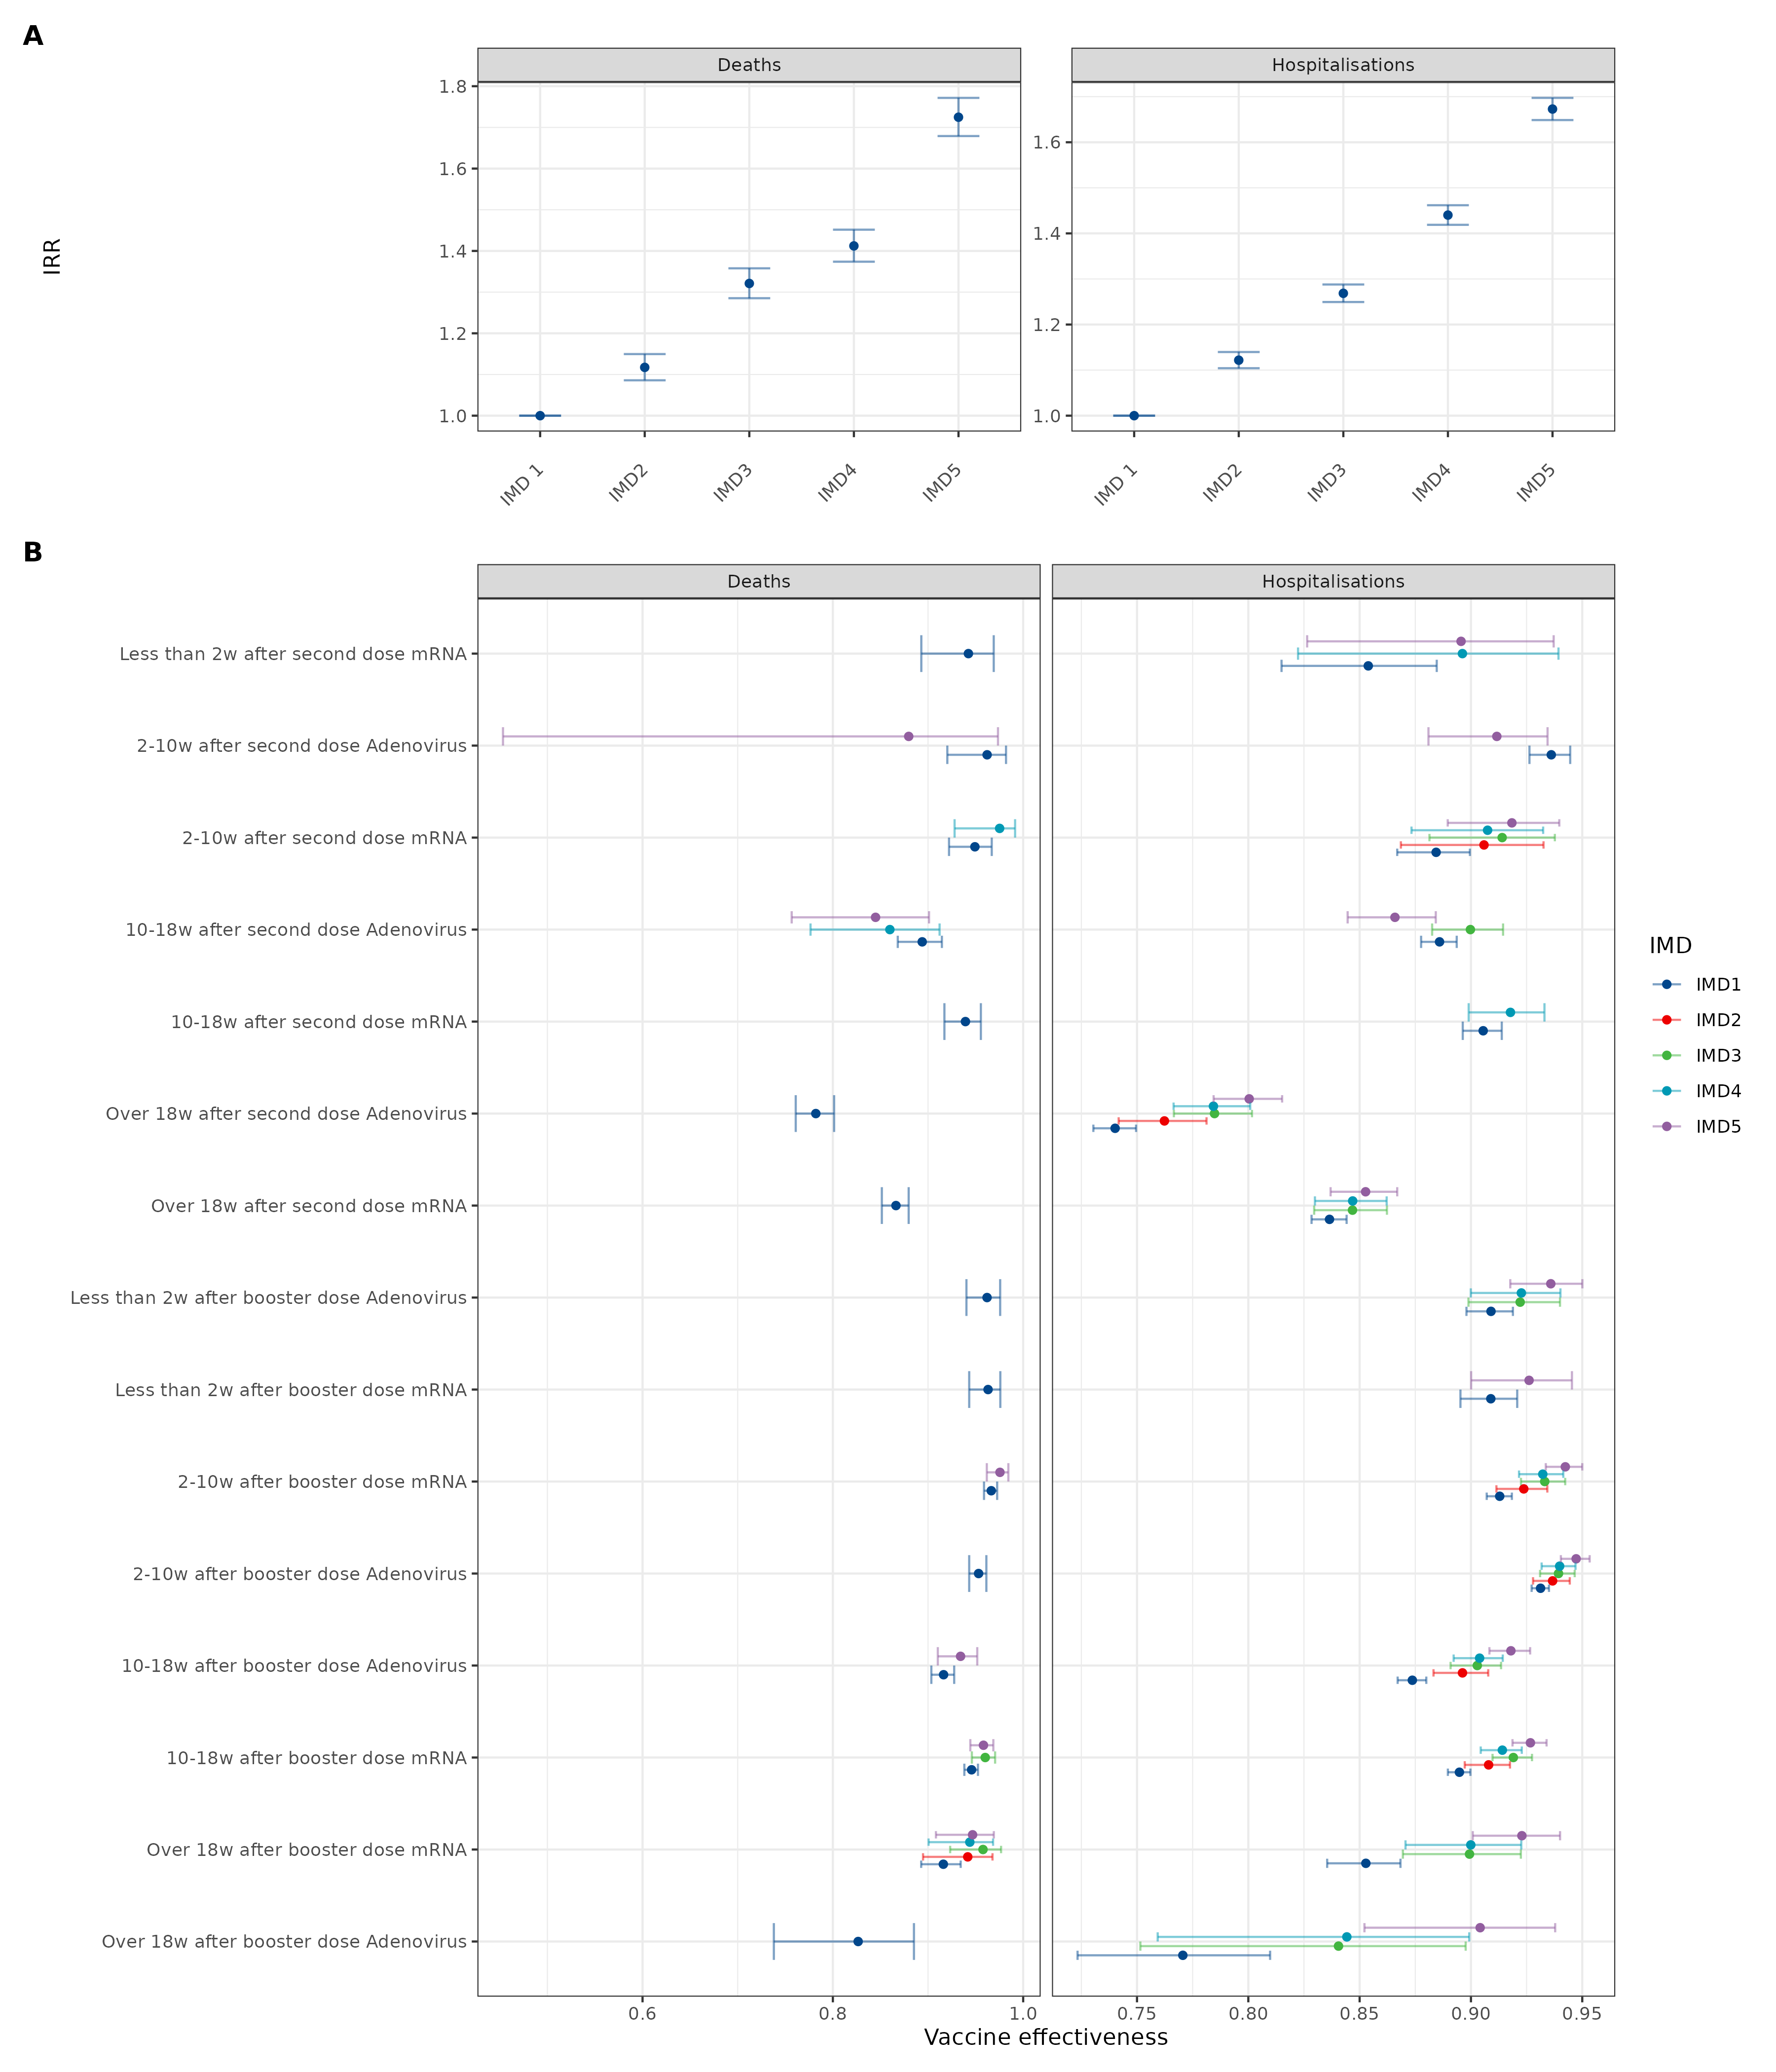 A
Deaths
Hospitalisations
IRR
1.8
1.6
1.4
1.2
1.0
1.6
1.4
1.2
1.0
IMD 1
IMD2
IMD3
IMD4
IMD5
IMD 1
IMD2
IMD3
IMD4
IMD5
B
Deaths
Hospitalisations
Less than 2w after second dose mRNA
2-10w after second dose Adenovirus
2-10w after second dose mRNA
10-18w after second dose Adenovirus
10-18w after second dose mRNA
Over 18w after second dose Adenovirus
Over 18w after second dose mRNA
Less than 2w after booster dose Adenovirus
Less than 2w after booster dose mRNA
2-10w after booster dose mRNA
2-10w after booster dose Adenovirus
10-18w after booster dose Adenovirus
10-18w after booster dose mRNA
Over 18w after booster dose mRNA
Over 18w after booster dose Adenovirus
0.6
0.8
1.0
0.75
0.80
0.85
0.90
0.95
Vaccine effectiveness
IMD
IMD1
IMD2
IMD3
IMD4
IMD5